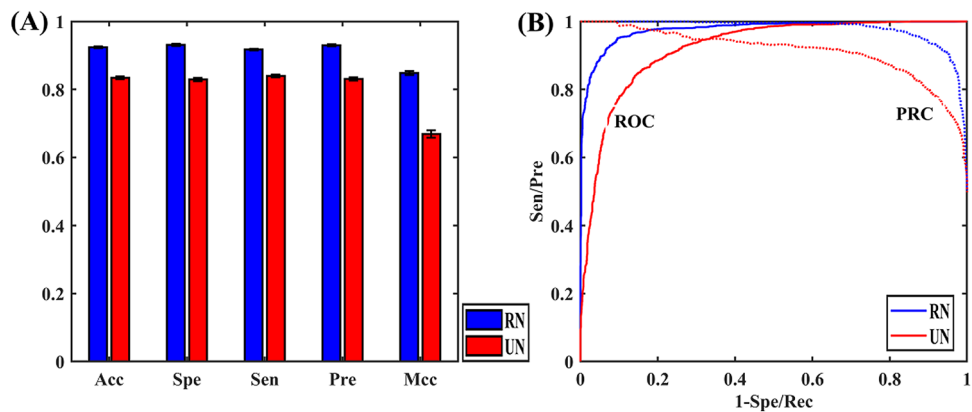 (A)
1
0.8
0.6
0.4
0.2
0
Acc Spe Sen Pre Mcc
RN
UN
(B)
Sen/Pre
1
0.8
0.6
0.4
0.2
0
ROC
PRC
RN
UN
0 0.2 0.4 0.6 0.8 1
1-Spe/Rec